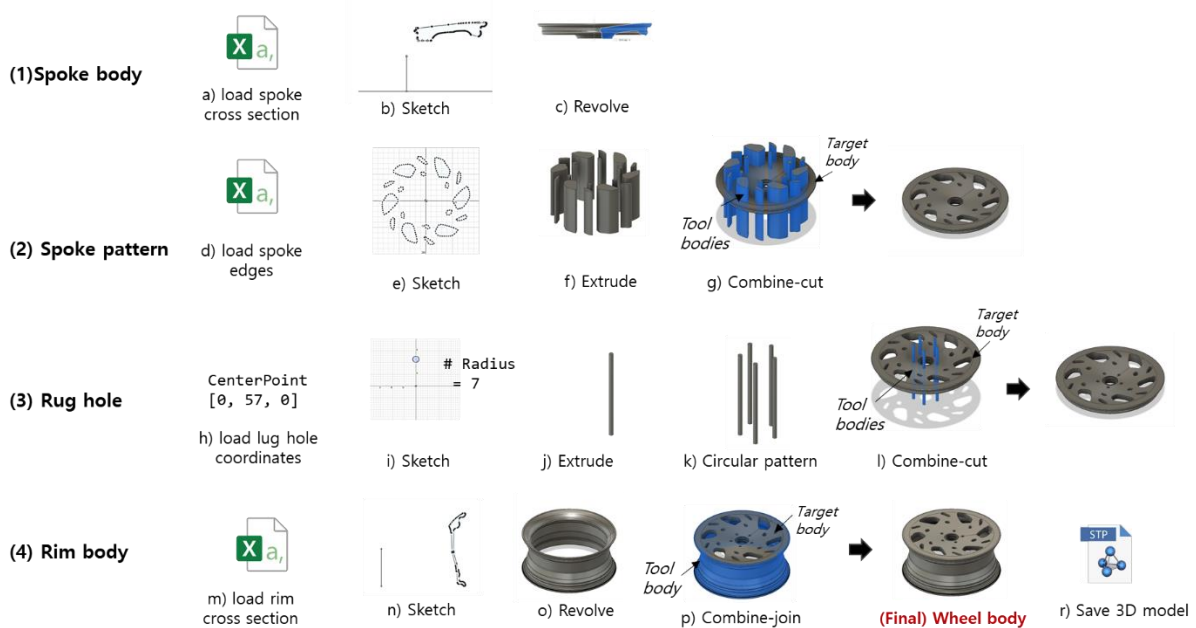 (1)Spoke body
X a,
a) load spoke
cross section
b) Sketch
c) Revolve
(2) Spoke pattern
X a,
d) load spoke
edges
e) Sketch
f) Extrude
Target
body
Tool
bodies
g) Combine-cut
(3) Rug hole
CenterPoint
[0, 57, 0]
h) load lug hole
coordinates
# Radius
= 7
i) Sketch
j) Extrude
k) Circular pattern
Target
body
Tool
bodies
l) Combine-cut
(4) Rim body
X a,
m) load rim
cross section
n) Sketch
o) Revolve
Target
body
Tool
body
p) Combine-join
(Final) Wheel body
STP
r) Save 3D model